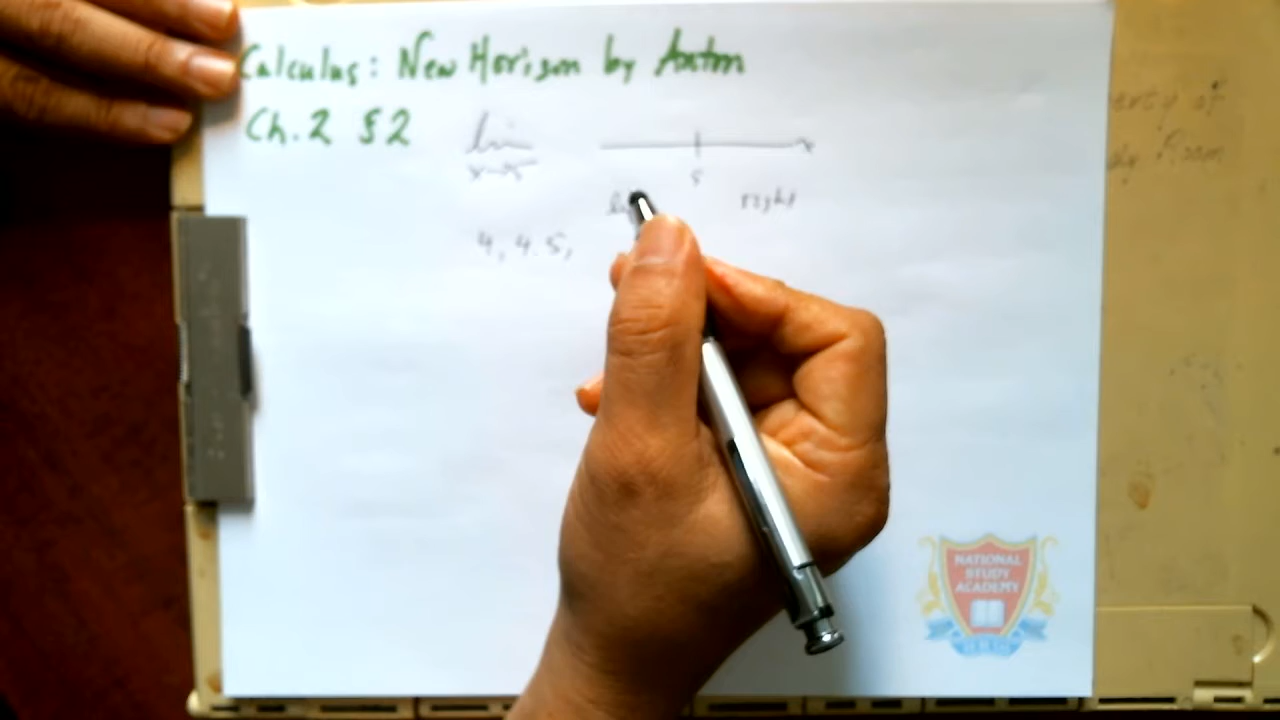 Calculus: New Horizon by Anton
Ch. 2 §2
lim
x→5
5
right
4, 4.5,
NATIONAL
STUDY
ACADEMY